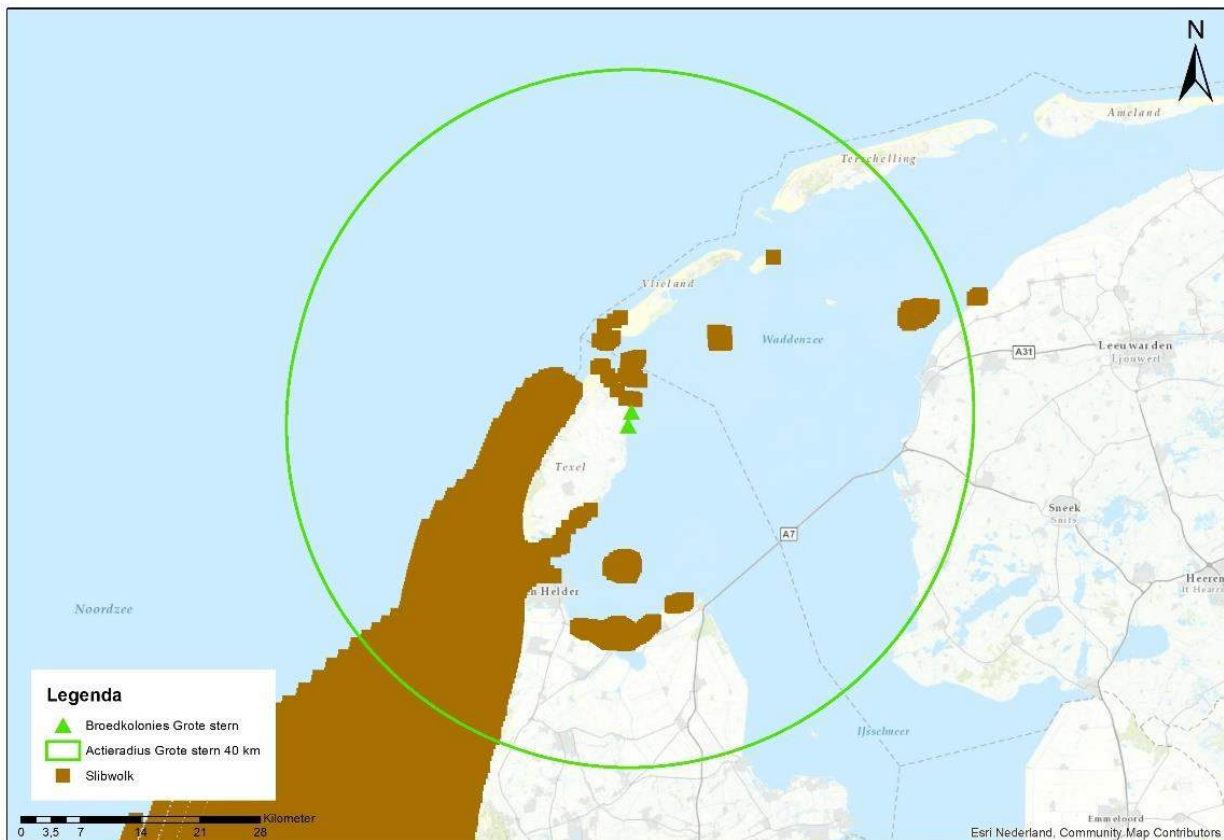 N
Ameland
Terschelling
Vlieland
Waddenzee
Leeuwarden
Ljouwert
A31
Texel
Sneek
Snits
A7
Heeren
It Hearre
n Helder
Noordzee
IJsselmeer
Legenda
Broedkolonies Grote stern
Actieradius Grote stern 40 km
Slibwolk
Kilometer
0 3,5 7 14 21 28
Emmeloord
Esri Nederland, Community Map Contributors